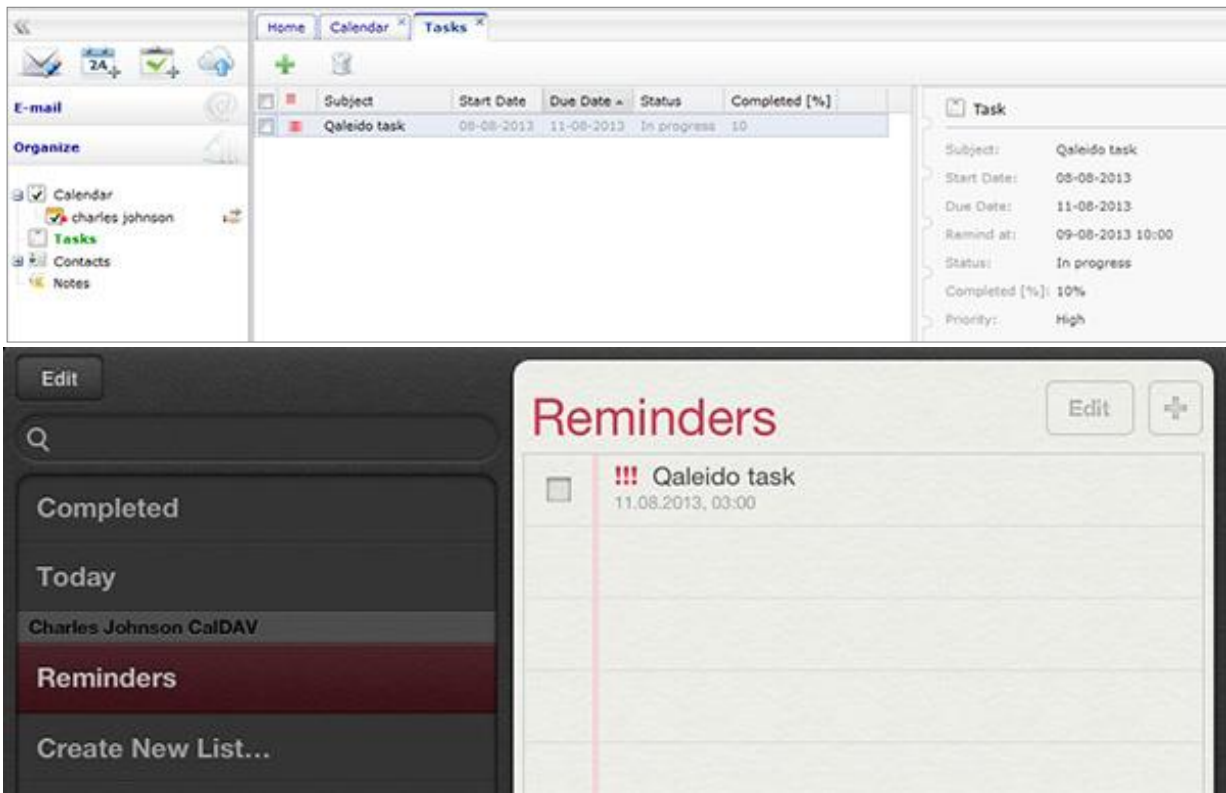 Home Calendar Tasks
24
E-mail
Organize
Calendar
charles johnson
Tasks
Contacts
Notes
Subject Start Date Due Date Status Completed [%]
Qaleido task 08-08-2013 11-08-2013 In progress 10
Task
Subject: Qaleido task
Start Date: 08-08-2013
Due Date: 11-08-2013
Remind at: 09-08-2013 10:00
Status: In progress
Completed [%]: 10%
Priority: High
Edit
Completed
Today
Charles Johnson CalDAV
Reminders
Create New List...
Reminders
Edit
!!! Qaleido task
11.08.2013, 03:00